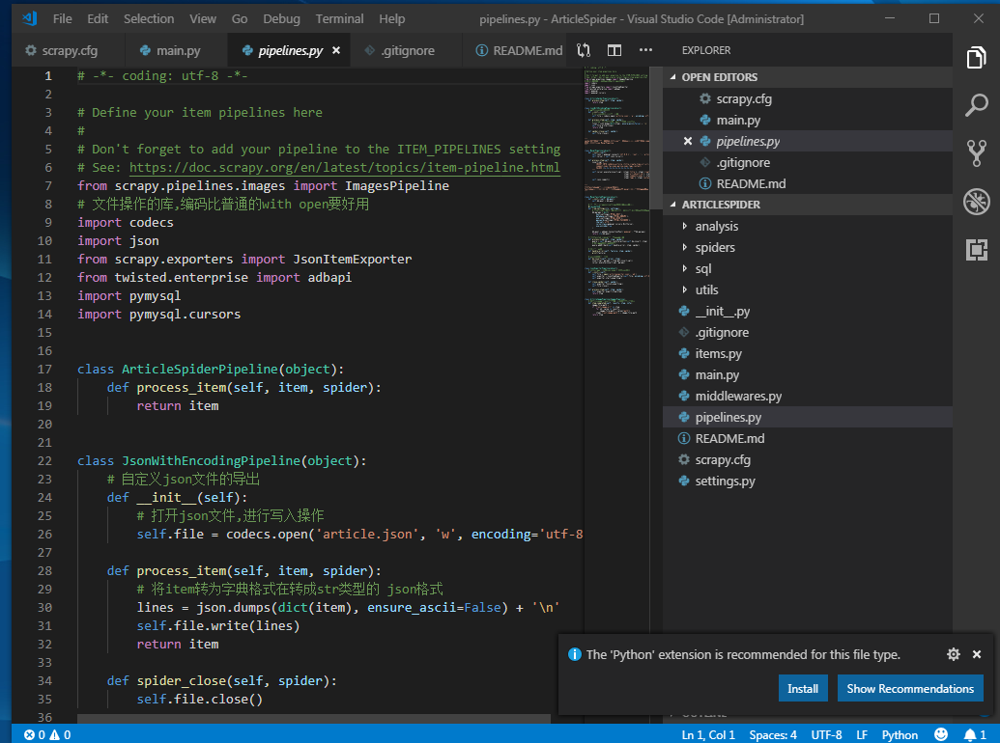 File Edit Selection View Go Debug Terminal Help pipelines.py - ArticleSpider - Visual Studio Code [Administrator]
scrapy.cfg main.py pipelines.py .gitignore README.md
1 # -*- coding: utf-8 -*-
2
3 # Define your item pipelines here
4 #
5 # Don't forget to add your pipeline to the ITEM_PIPELINES setting
6 # See: https://doc.scrapy.org/en/latest/topics/item-pipeline.html
7 from scrapy.pipelines.images import ImagesPipeline
8 # 文件操作的库,编码比普通的with open要好用
9 import codecs
10 import json
11 from scrapy.exporters import JsonItemExporter
12 from twisted.enterprise import adbapi
13 import pymysql
14 import pymysql.cursors
15
16
17 class ArticleSpiderPipeline(object):
18 def process_item(self, item, spider):
19 return item
20
21
22 class JsonWithEncodingPipeline(object):
23 # 自定义json文件的导出
24 def __init__(self):
25 # 打开json文件,进行写入操作
26 self.file = codecs.open('article.json', 'w', encoding='utf-8
27
28 def process_item(self, item, spider):
29 # 将item转为字典格式在转成str类型的 json格式
30 lines = json.dumps(dict(item), ensure_ascii=False) + '\n'
31 self.file.write(lines)
32 return item
33
34 def spider_close(self, spider):
35 self.file.close()
36
EXPLORER
OPEN EDITORS
scrapy.cfg
main.py
pipelines.py
.gitignore
README.md
ARTICLESPIDER
analysis
spiders
sql
utils
__init__.py
.gitignore
items.py
main.py
middlewares.py
pipelines.py
README.md
scrapy.cfg
settings.py
The 'Python' extension is recommended for this file type.
Install Show Recommendations
0 0 Ln 1, Col 1 Spaces: 4 UTF-8 LF Python 1